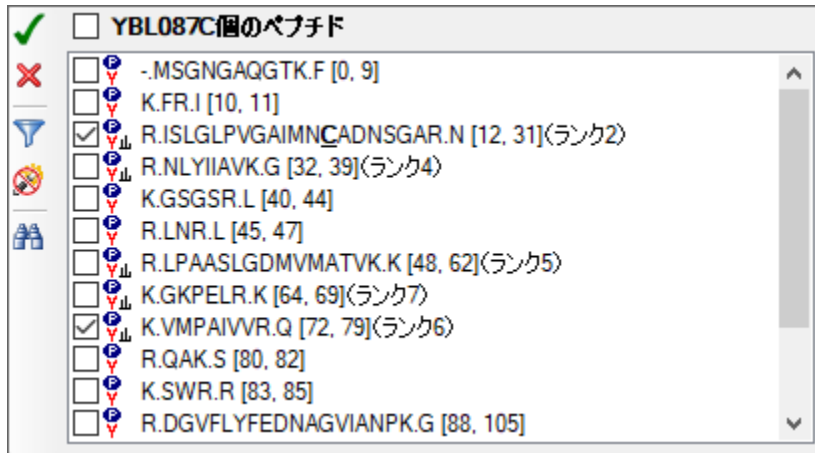 YBL087C個のペプチド
-.MSGNGAQGTK.F [0, 9]
K.FR.I [10, 11]
R.ISLGLPVGAIMNCADNSGAR.N [12, 31](ランク2)
R.NLYIIAVK.G [32, 39](ランク4)
K.GSGSR.L [40, 44]
R.LNR.L [45, 47]
R.LPAASLGDMVMATVK.K [48, 62](ランク5)
K.GKPELR.K [64, 69](ランク7)
K.VMPAIVVR.Q [72, 79](ランク6)
R.QAK.S [80, 82]
K.SWR.R [83, 85]
R.DGVFLYFEDNAGVIANPK.G [88, 105]